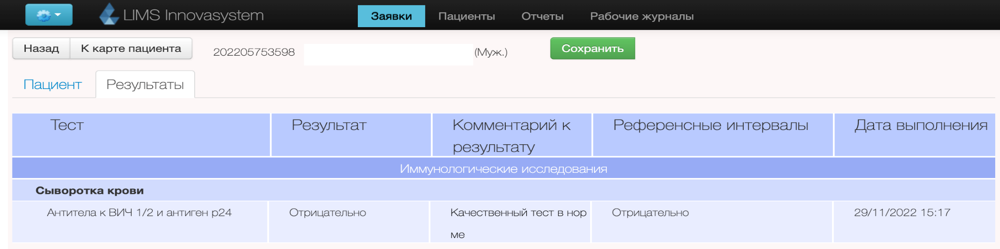 LIMS Innovasystem
Заявки Пациенты Отчеты Рабочие журналы
Назад К карте пациента 202205753598 (Муж.) Сохранить
Пациент Результаты
Тест Результат Комментарий к результату Референсные интервалы Дата выполнения
Иммунологические исследования
Сыворотка крови
Антитела к ВИЧ 1/2 и антиген p24 Отрицательно Качественный тест в нор Отрицательно 29/11/2022 15:17
ме